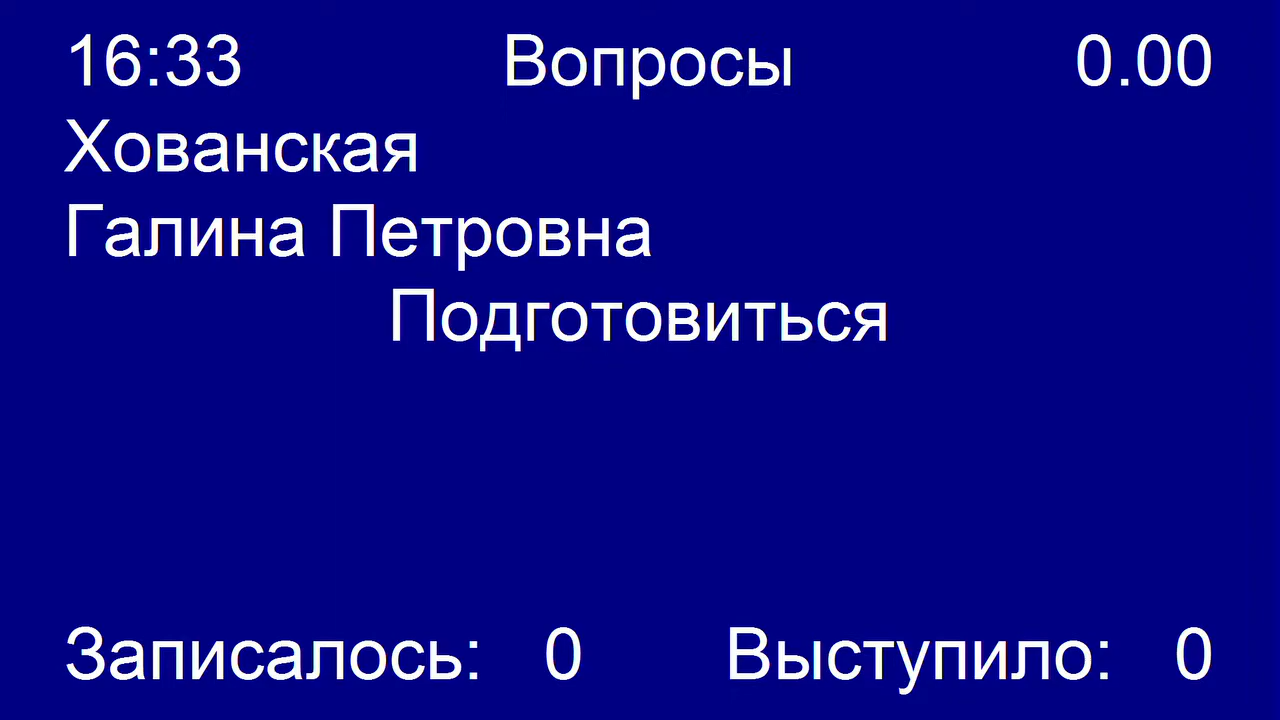 16:33 Вопросы 0.00
Хованская
Галина Петровна
Подготовиться
Записалось: 0 Выступило: 0